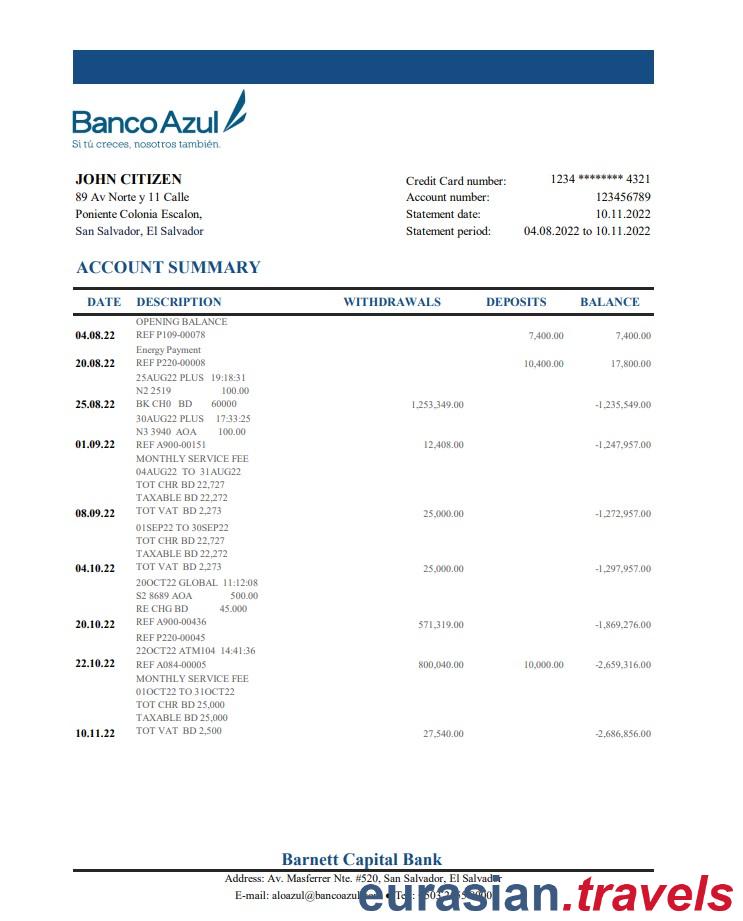 Banco Azul
Si tú creces, nosotros también.
JOHN CITIZEN
89 Av Norte y 11 Calle
Poniente Colonia Escalon,
San Salvador, El Salvador
Credit Card number: 1234 ******** 4321
Account number: 123456789
Statement date: 10.11.2022
Statement period: 04.08.2022 to 10.11.2022
ACCOUNT SUMMARY
DATE DESCRIPTION WITHDRAWALS DEPOSITS BALANCE
OPENING BALANCE
04.08.22 REF P109-00078 7,400.00 7,400.00
Energy Payment
20.08.22 REF P220-00008 10,400.00 17,800.00
25AUG22 PLUS 19:18:31
N2 2519 100.00
25.08.22 BK CH0 BD 60000 1,253,349.00 -1,235,549.00
30AUG22 PLUS 17:33:25
N3 3940 AOA 100.00
01.09.22 REF A900-00151 12,408.00 -1,247,957.00
MONTHLY SERVICE FEE
04AUG22 TO 31AUG22
TOT CHR BD 22,727
TAXABLE BD 22,272
08.09.22 TOT VAT BD 2,273 25,000.00 -1,272,957.00
01SEP22 TO 30SEP22
TOT CHR BD 22,727
TAXABLE BD 22,272
04.10.22 TOT VAT BD 2,273 25,000.00 -1,297,957.00
20OCT22 GLOBAL 11:12:08
S2 8689 AOA 500.00
RE CHG BD 45.000
20.10.22 REF A900-00436 571,319.00 -1,869,276.00
REF P220-00045
22OCT22 ATM104 14:41:36
22.10.22 REF A084-00005 800,040.00 10,000.00 -2,659,316.00
MONTHLY SERVICE FEE
01OCT22 TO 31OCT22
TOT CHR BD 25,000
TAXABLE BD 25,000
10.11.22 TOT VAT BD 2,500 27,540.00 -2,686,856.00
Barnett Capital Bank
Address: Av. Masferrer Nte. #520, San Salvador, El Salvador
E-mail:
eurasian.travels